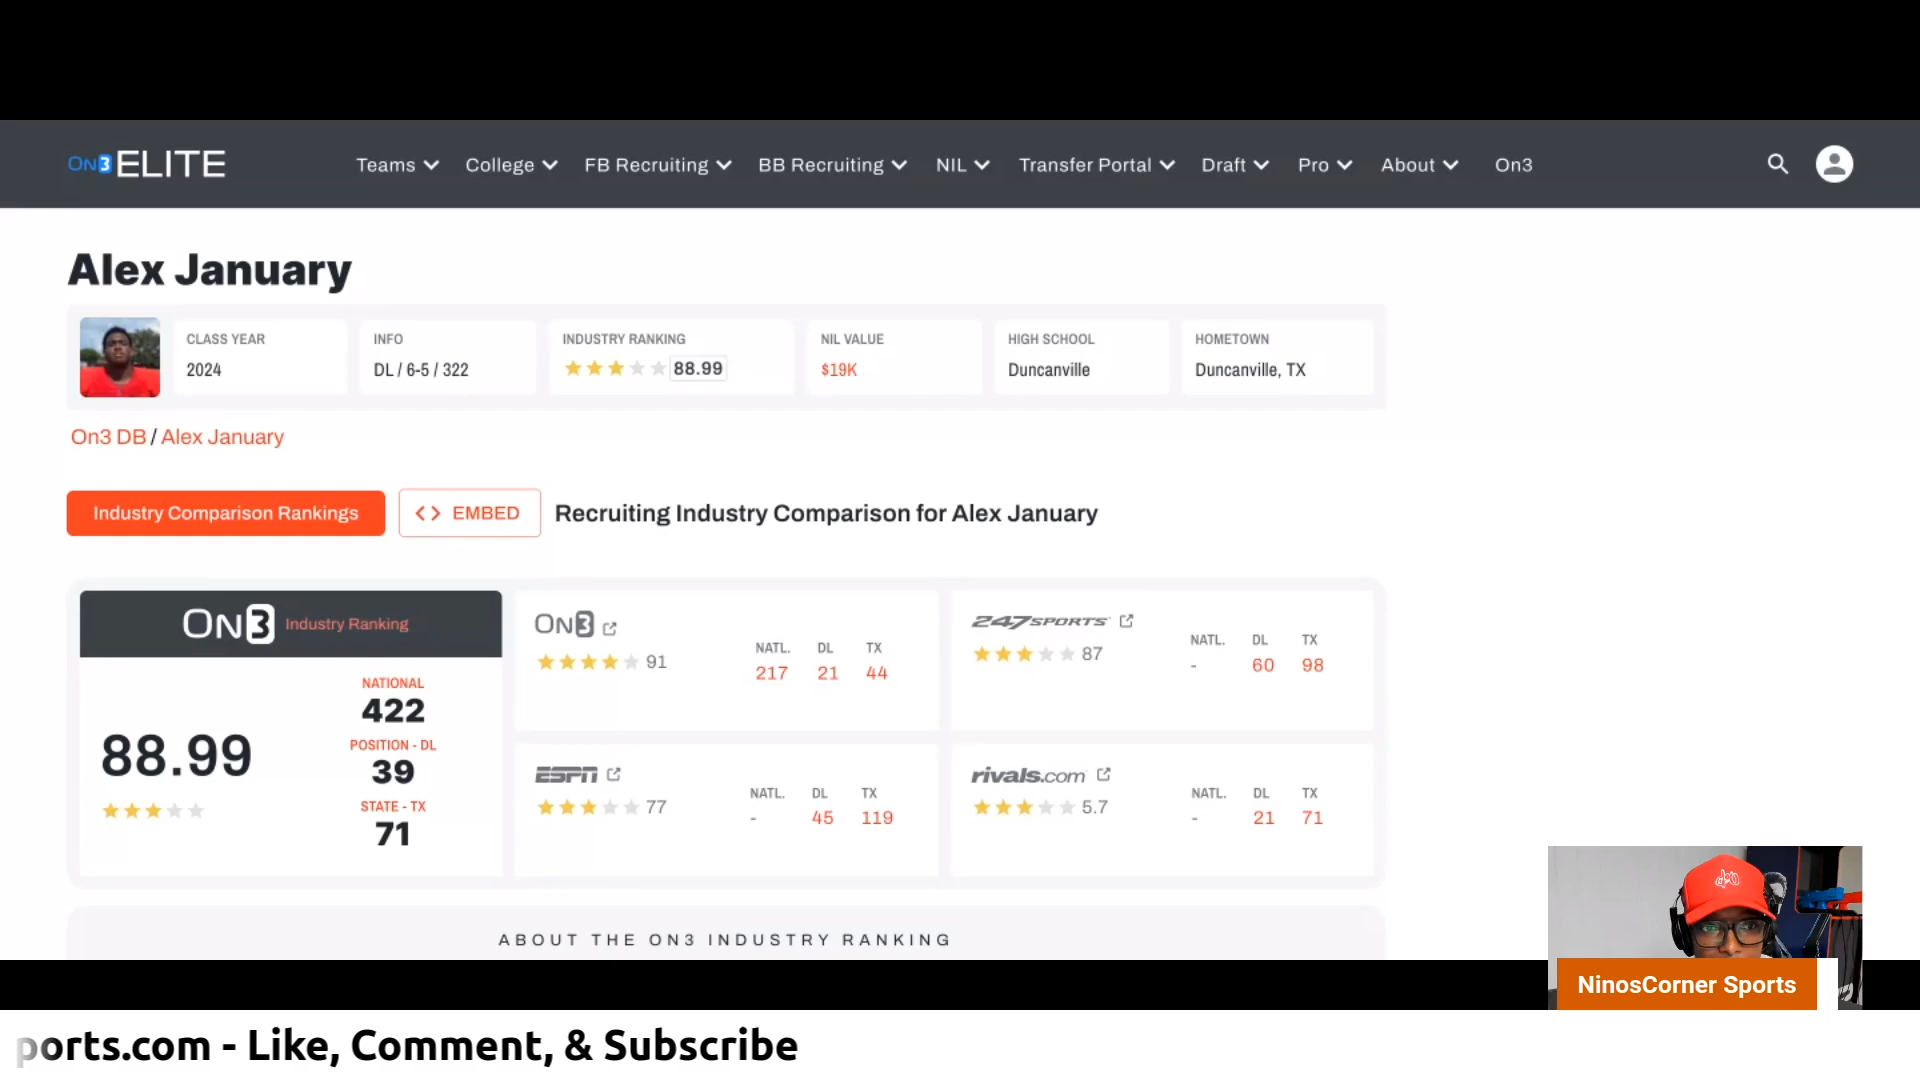 ON3 ELITE Teams College FB Recruiting BB Recruiting NIL Transfer Portal Draft Pro About On3
Alex January
CLASS YEAR
2024
INFO
DL / 6-5 / 322
INDUSTRY RANKING
88.99
NIL VALUE
$19K
HIGH SCHOOL
Duncanville
HOMETOWN
Duncanville, TX
On3 DB / Alex January
Industry Comparison Rankings <> EMBED Recruiting Industry Comparison for Alex January
ON3 Industry Ranking
88.99
NATIONAL
422
POSITION - DL
39
STATE - TX
71
ON3
91
NATL. DL TX
217 21 44
247SPORTS
87
NATL. DL TX
- 60 98
ESPN
77
NATL. DL TX
- 45 119
rivals.com
5.7
NATL. DL TX
- 21 71
ABOUT THE ON3 INDUSTRY RANKING
NinosCorner Sports
ports.com - Like, Comment, & Subscribe